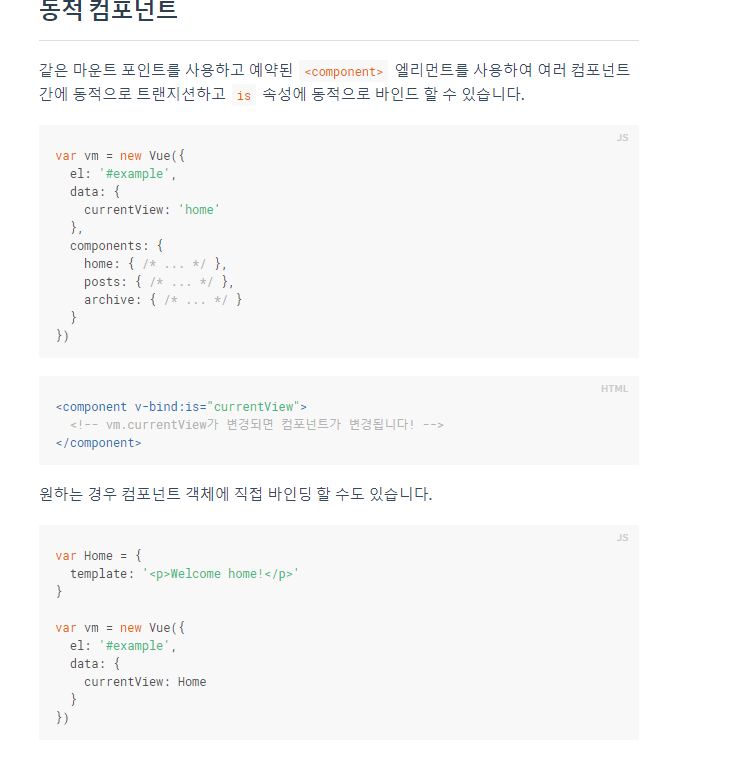 동적 컴포넌트
같은 마운트 포인트를 사용하고 예약된 <component> 엘리먼트를 사용하여 여러 컴포넌트
간에 동적으로 트랜지션하고 is 속성에 동적으로 바인드 할 수 있습니다.
JS
var vm = new Vue({
  el: '#example',
  data: {
    currentView: 'home'
  },
  components: {
    home: { /* ... */ },
    posts: { /* ... */ },
    archive: { /* ... */ }
  }
})
HTML
<component v-bind:is="currentView">
  <!-- vm.currentView가 변경되면 컴포넌트가 변경됩니다! -->
</component>
원하는 경우 컴포넌트 객체에 직접 바인딩 할 수도 있습니다.
JS
var Home = {
  template: '<p>Welcome home!</p>'
}
var vm = new Vue({
  el: '#example',
  data: {
    currentView: Home
  }
})